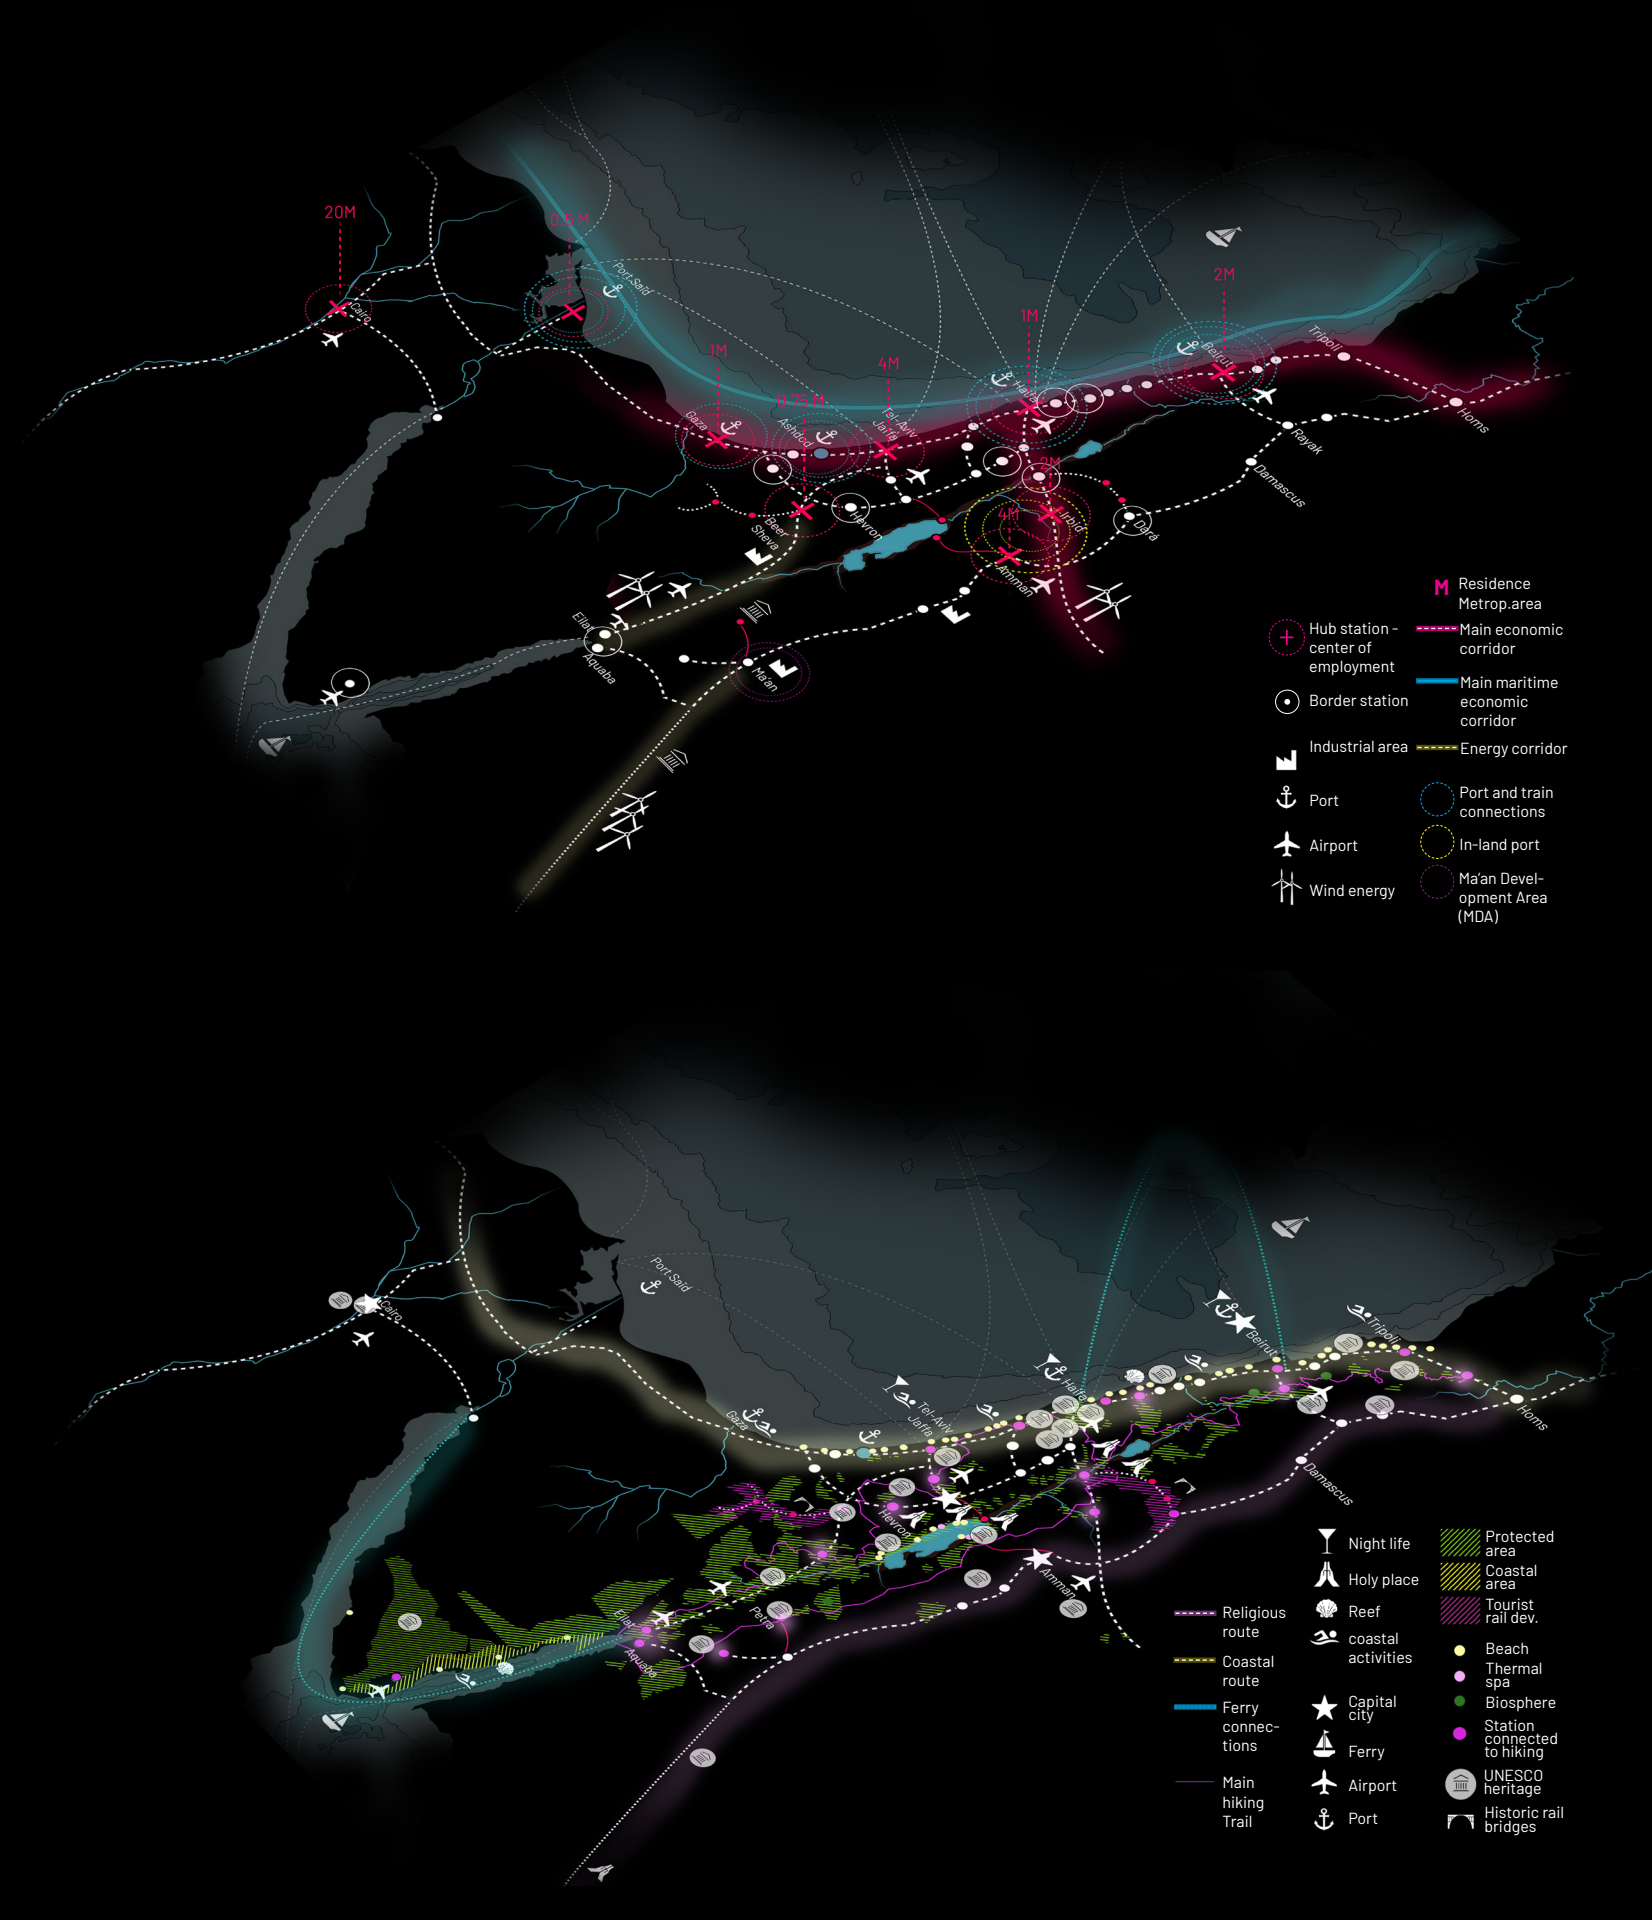 20M
0.5 M
Port Said
Cairo
2M
1M
1M
4M
0.75 M
Tripoli
Beirut
Haifa
Gaza
Ashdod
Tel-Aviv
Jaffa
Homs
Rayak
Damascus
2M
4M
Irbid
Dará
Beer
Sheva
Hevron
Amman
Eilat
Aquaba
Ma'an
M
Residence
Metrop.area
Hub station -
center of
employment
Main economic
corridor
Border station
Main maritime
economic
corridor
Industrial area
Energy corridor
Port
Port and train
connections
Airport
In-land port
Wind energy
Ma'an Devel-
opment Area
(MDA)
Port Said
Cairo
Tripoli
Beirut
Haifa
Gaza
Tel-Aviv
Jaffa
Homs
Damascus
Hevron
Amman
Petra
Eilat
Aquaba
Religious
route
Coastal
route
Ferry
connec-
tions
Main
hiking
Trail
Night life
Holy place
Reef
coastal
activities
Capital
city
Ferry
Airport
Port
Protected
area
Coastal
area
Tourist
rail dev.
Beach
Thermal
spa
Biosphere
Station
connected
to hiking
UNESCO
heritage
Historic rail
bridges